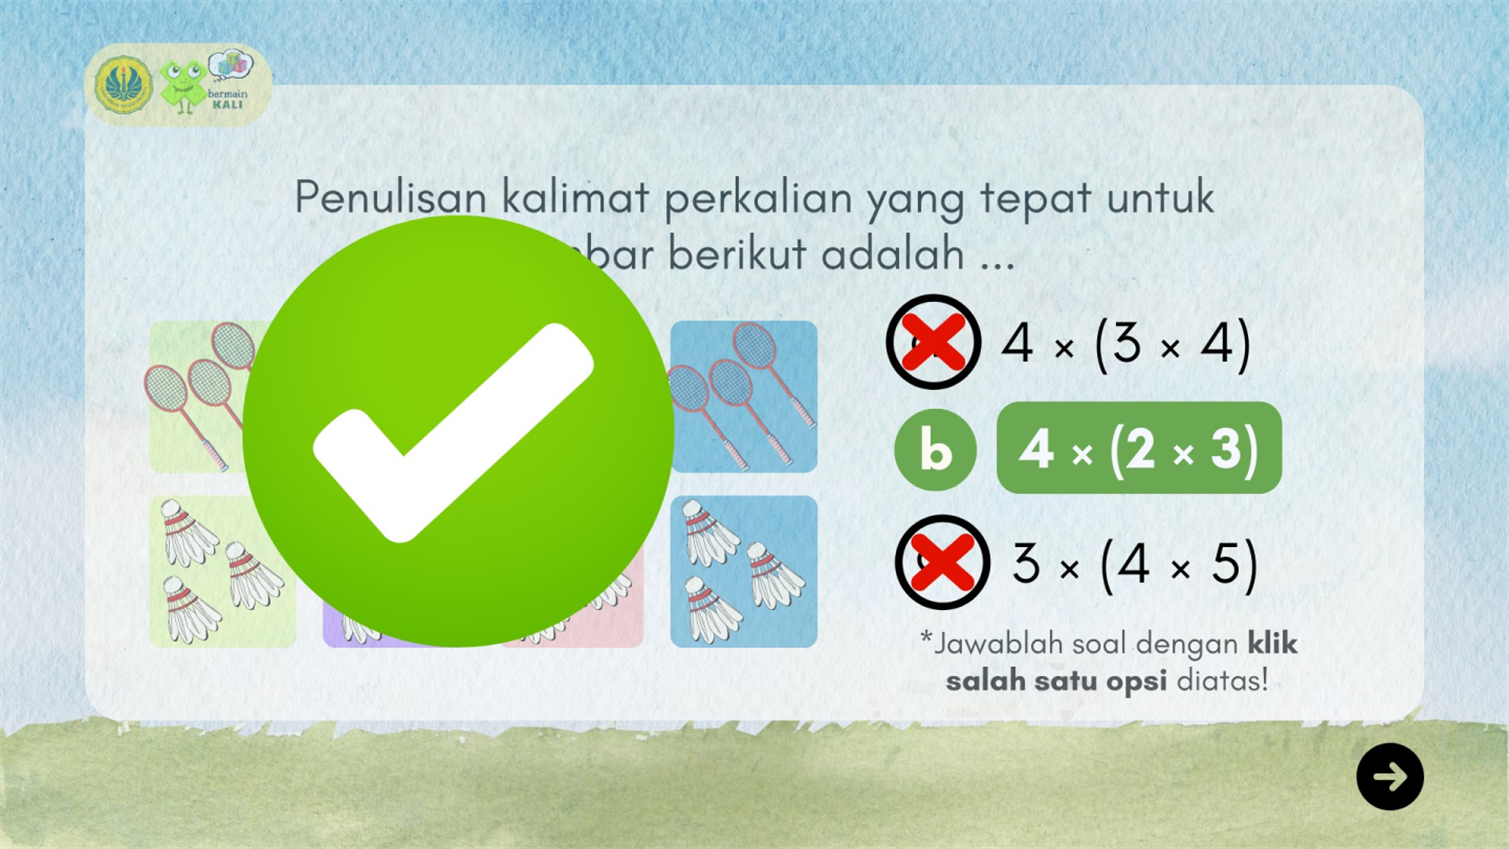 bermain
KALI
Penulisan kalimat perkalian yang tepat untuk
bar berikut adalah ...
4 × (3 × 4)
b 4 × (2 × 3)
3 × (4 × 5)
*Jawablah soal dengan klik
salah satu opsi diatas!